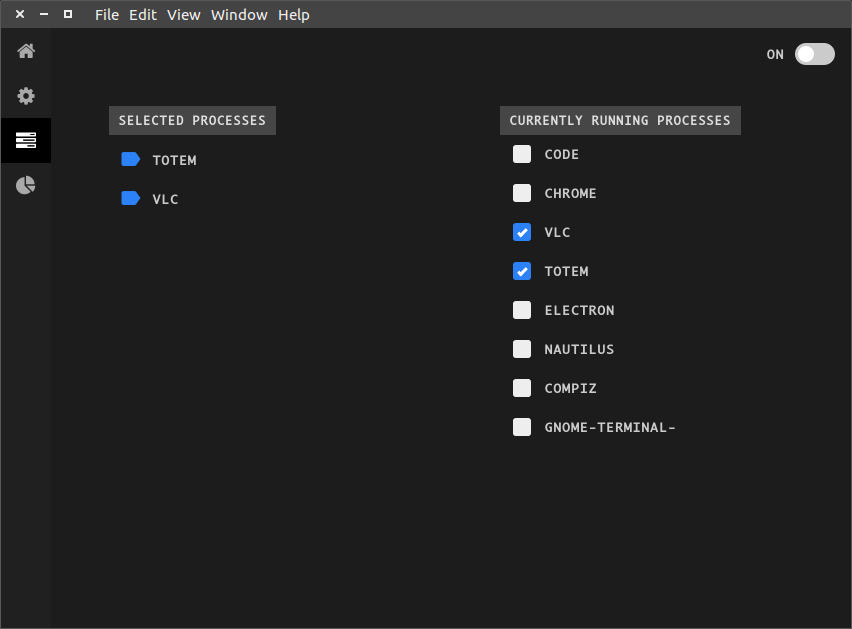 File Edit View Window Help
ON
SELECTED PROCESSES
TOTEM
VLC
CURRENTLY RUNNING PROCESSES
CODE
CHROME
VLC
TOTEM
ELECTRON
NAUTILUS
COMPIZ
GNOME-TERMINAL-